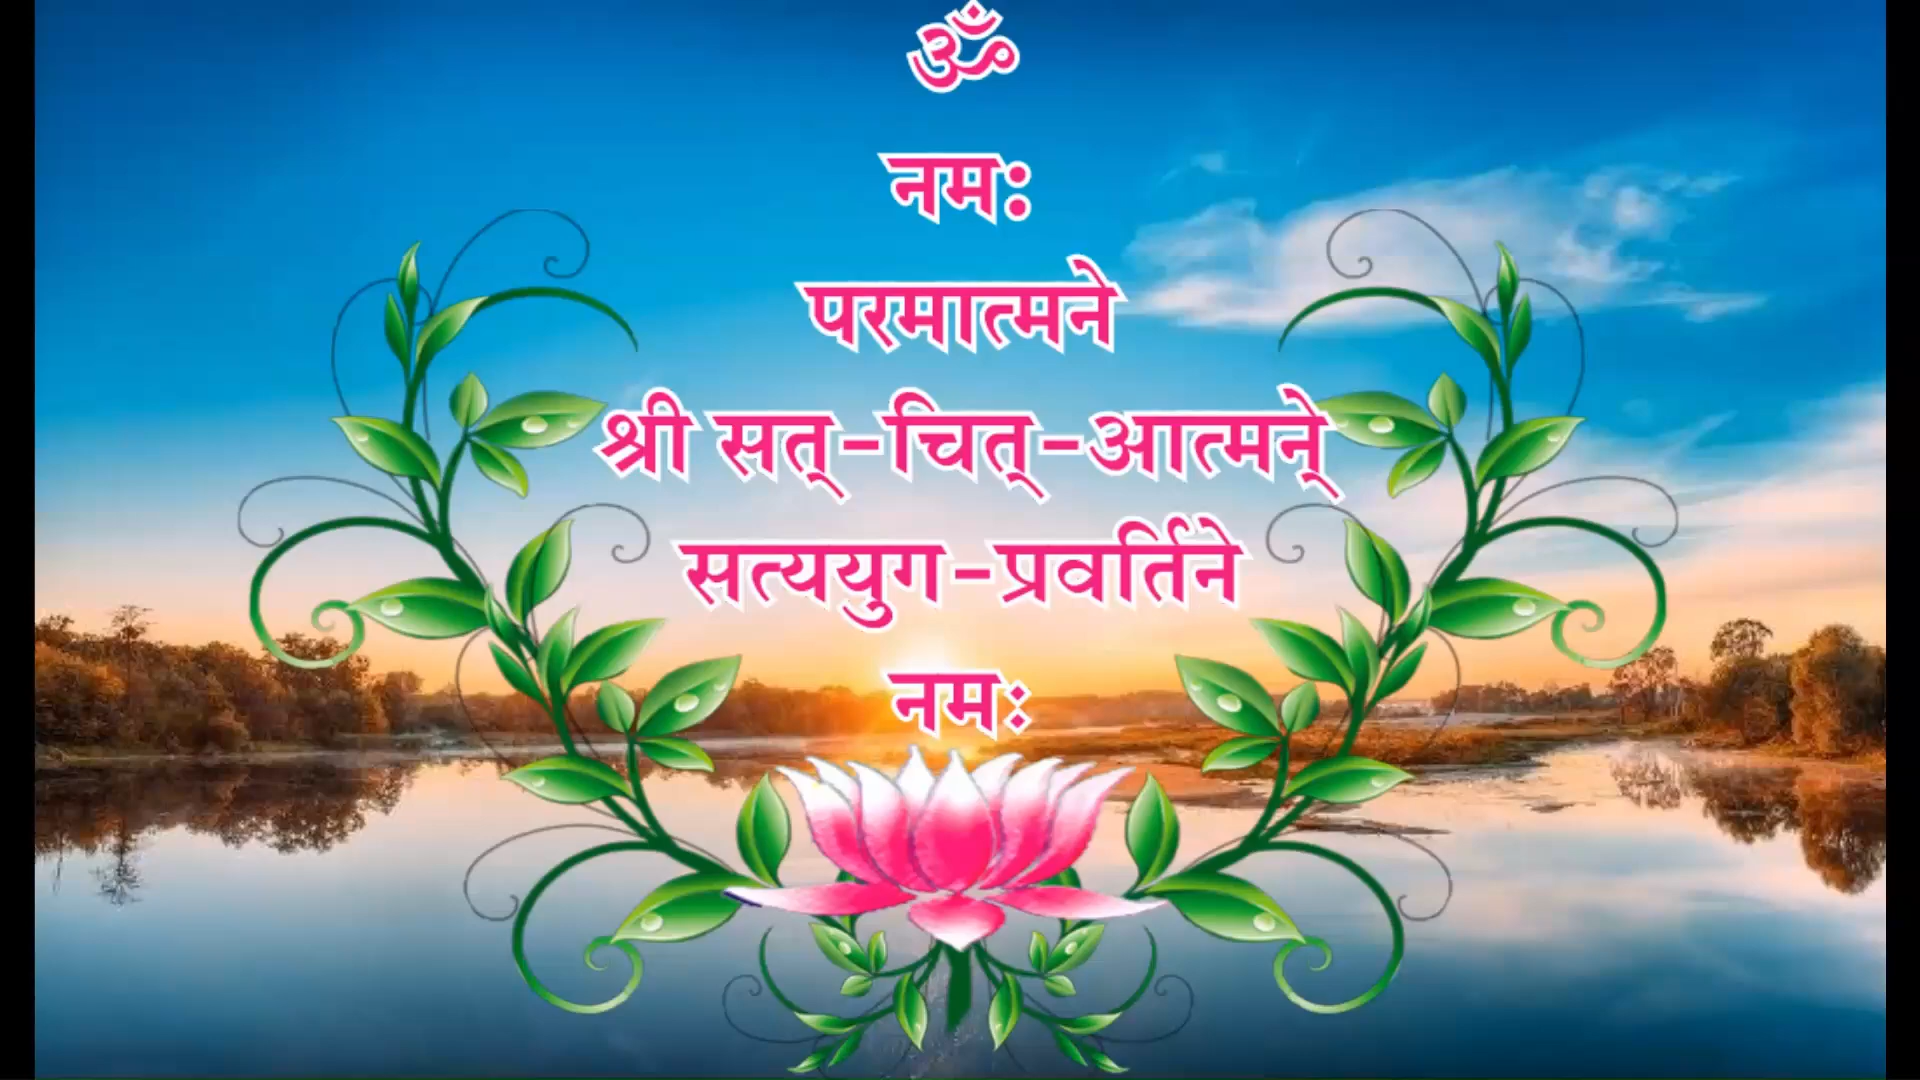 ॐ
नमः
परमात्मने
श्री सत्-चित्-आत्मने्
सत्ययुग-प्रवर्तिने
नमः